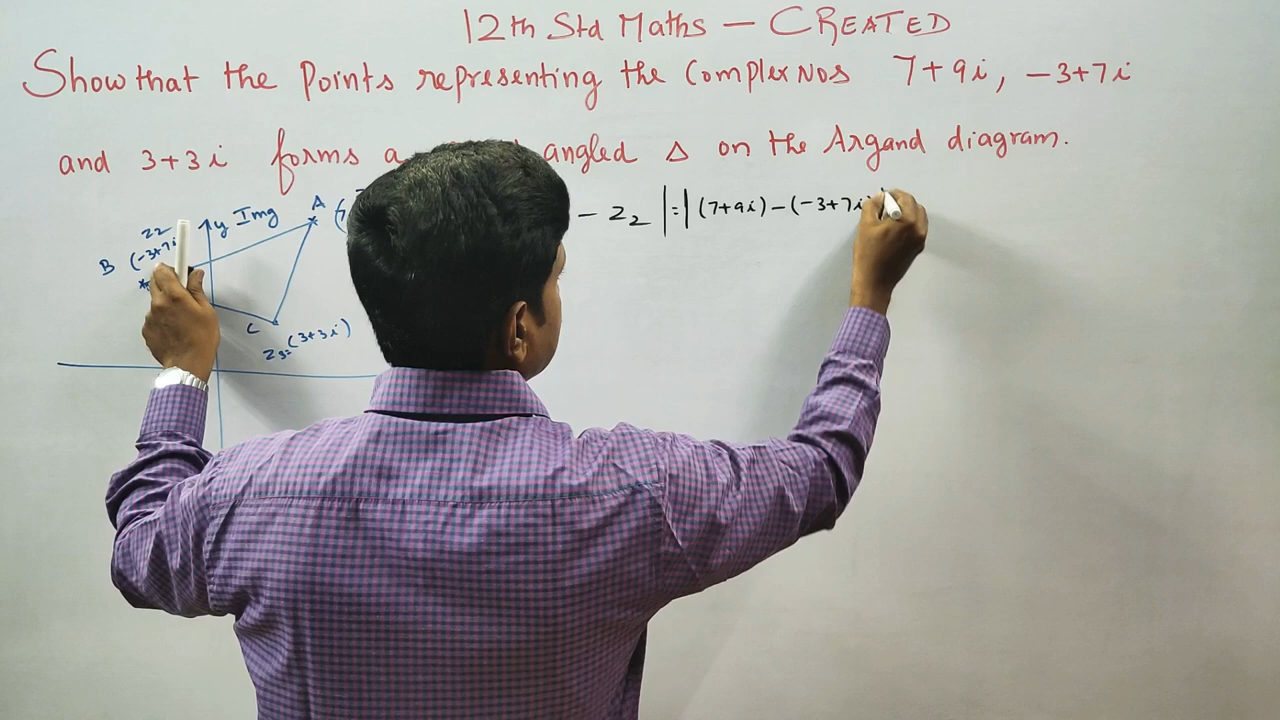 12th Std Maths - CREATED
Show that the Points representing the Complex Nos 7+9i, -3+7i
and 3+3i forms a angled Δ on the Argand diagram.
- z₂ | = | (7+9i) - (-3+7i)
y Img
A
z₂
B (-3+7i
C
z₃= (3+3i)